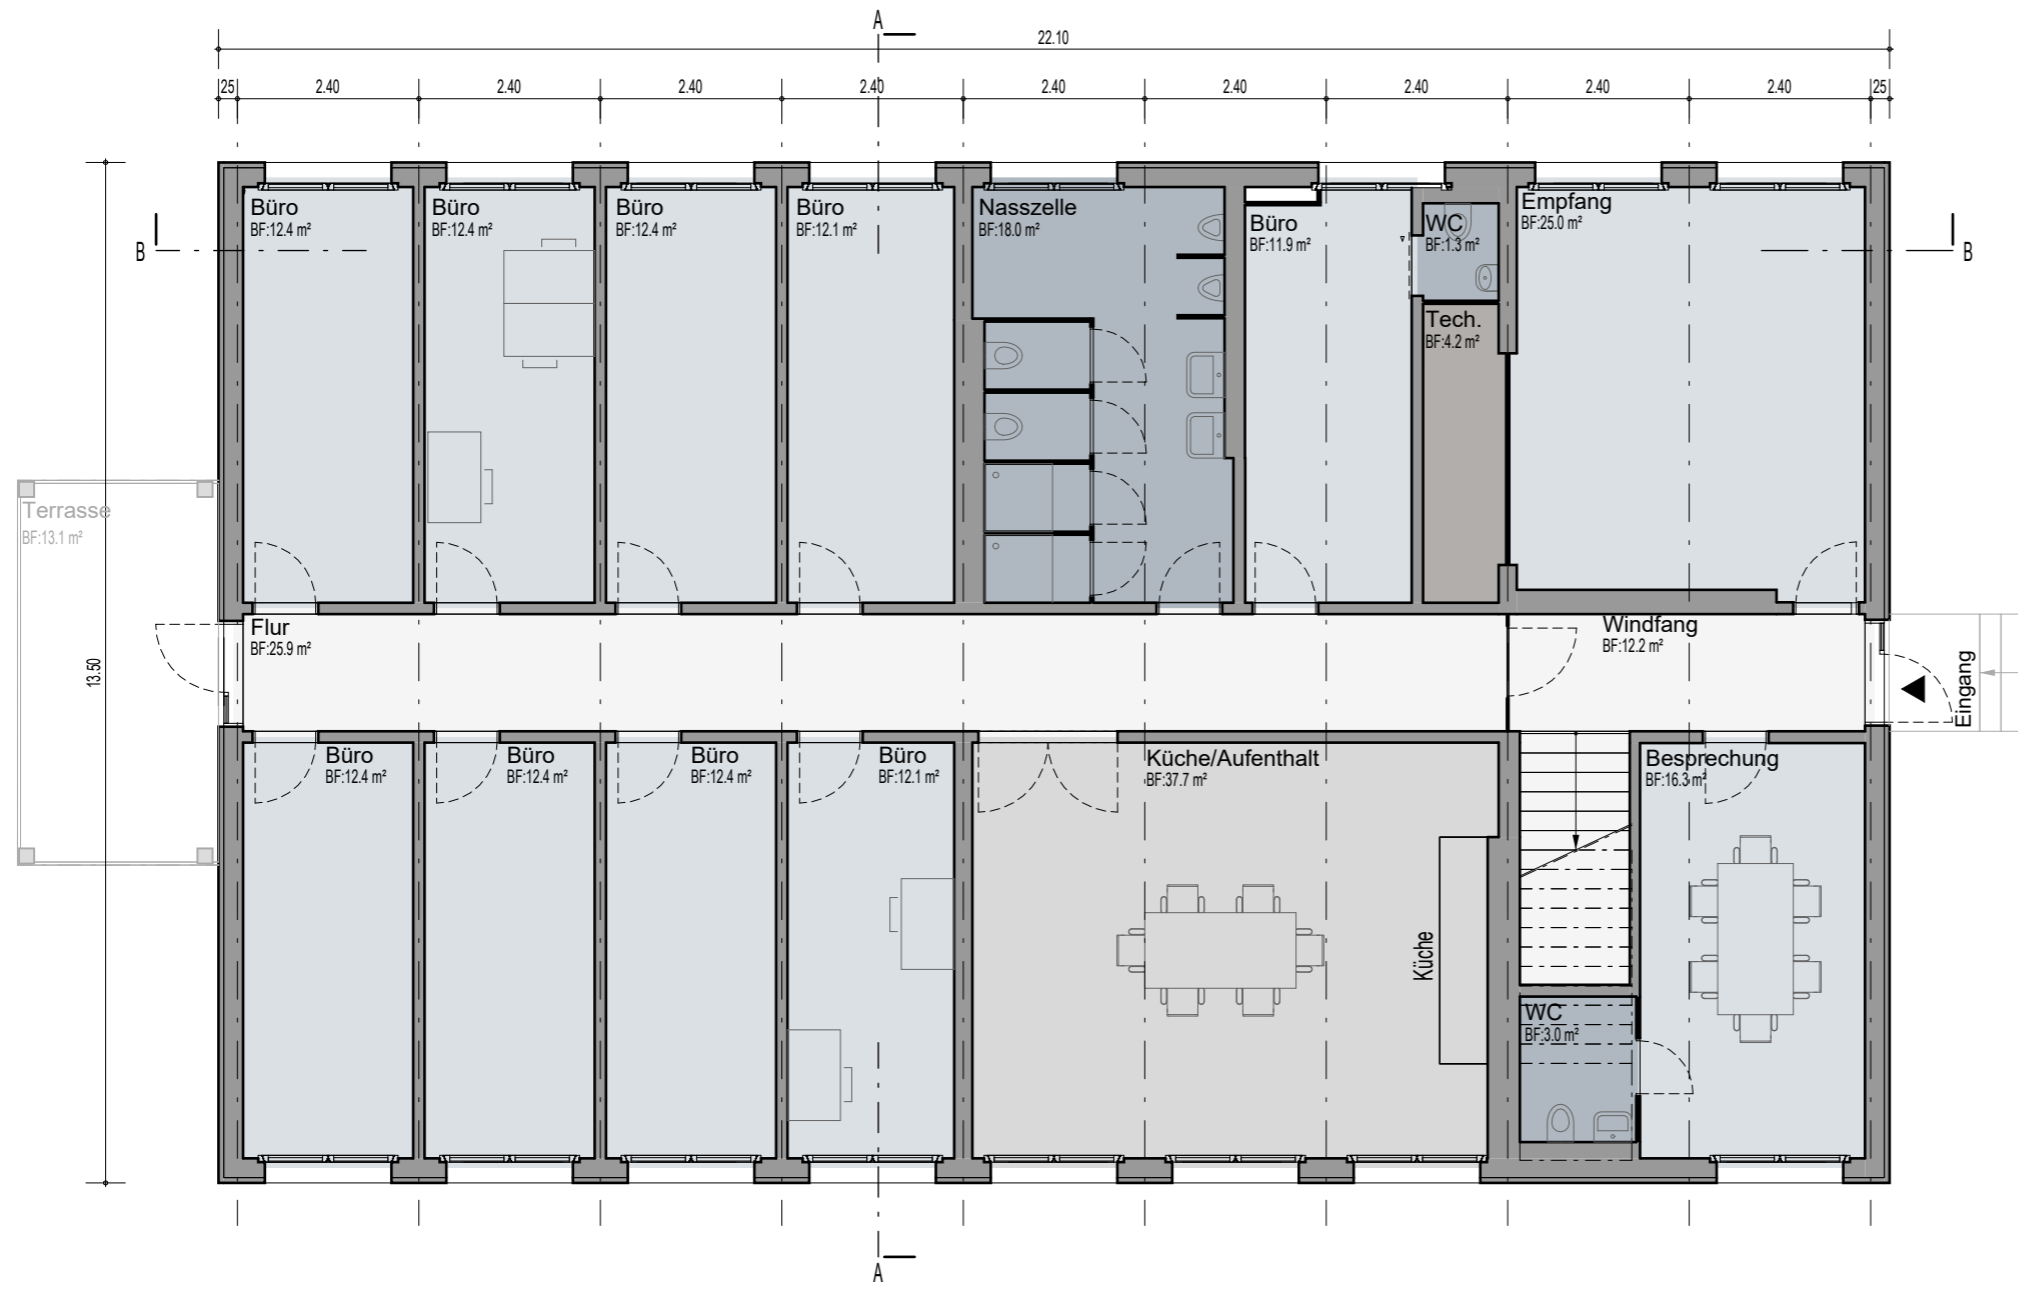 A
22.10
25
2.40
2.40
2.40
2.40
2.40
2.40
2.40
2.40
25
Büro
BF:12.4 m²
Büro
BF:12.4 m²
Büro
BF:12.4 m²
Büro
BF:12.1 m²
Nasszelle
BF:18.0 m²
Büro
BF:11.9 m²
WC
BF:1.3 m²
Empfang
BF:25.0 m²
B
B
Tech.
BF:4.2 m²
Terrasse
BF:13.1 m²
Flur
BF:25.9 m²
Windfang
BF:12.2 m²
13.50
Eingang
Büro
BF:12.4 m²
Büro
BF:12.4 m²
Büro
BF:12.4 m²
Büro
BF:12.1 m²
Küche/Aufenthalt
BF:37.7 m²
Besprechung
BF:16.3 m²
Küche
WC
BF:3.0 m²
A